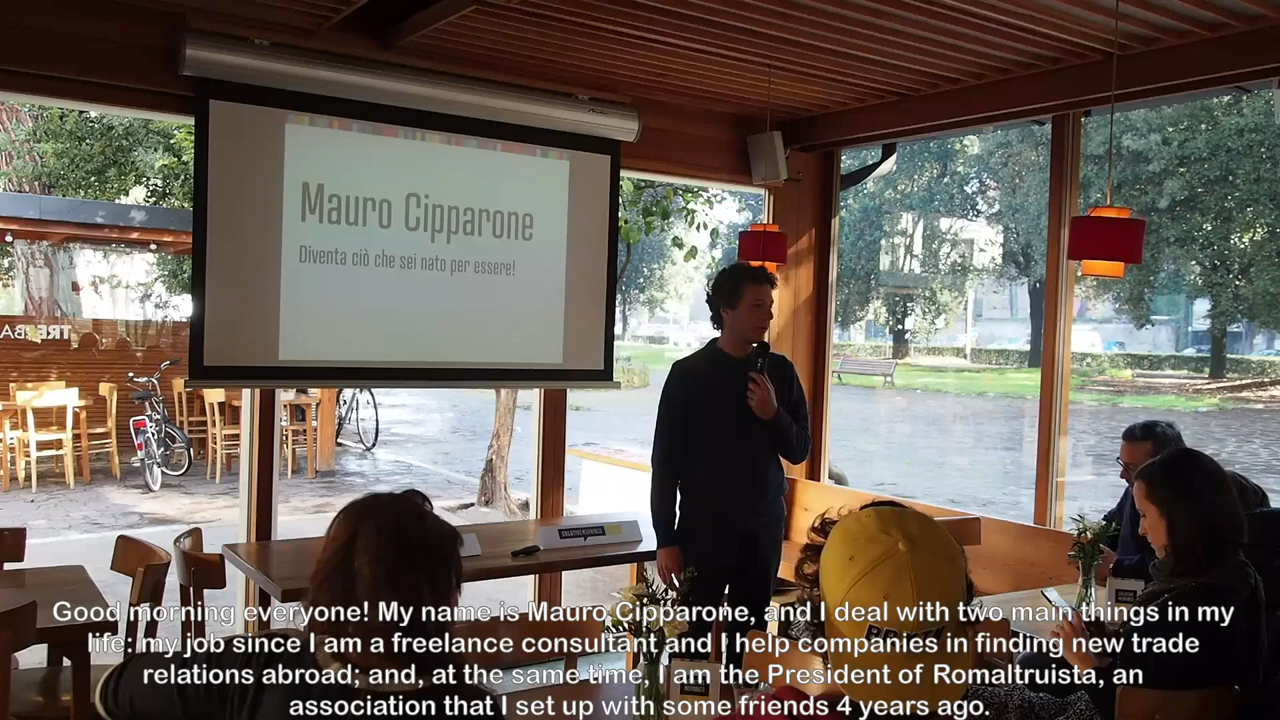 Mauro Cipparone
Diventa ciò che sei nato per essere!
TRE BA
CREATIVEMORNINGS
Good morning everyone! My name is Mauro Cipparone, and I deal with two main things in my
life: my job since I am a freelance consultant and I help companies in finding new trade
relations abroad; and, at the same time, I am the President of Romaltruista, an
association that I set up with some friends 4 years ago.